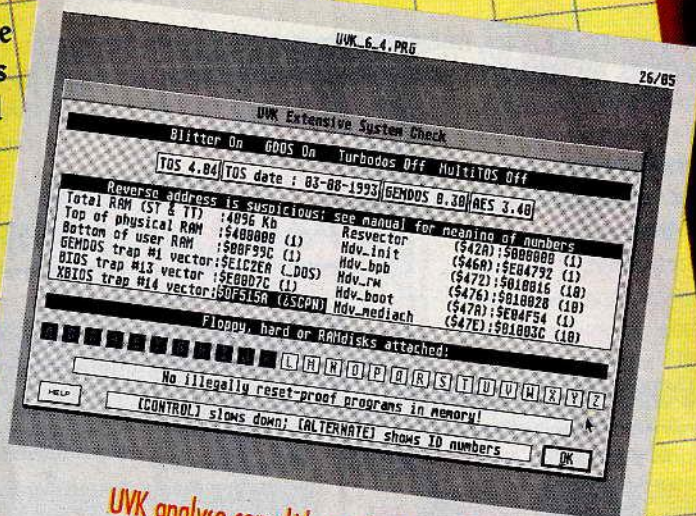 e
s
UVK_6_4.PRG
26/05
UVK Extensive System Check
Blitter On GDOS On Turbodos Off MultiTOS Off
TOS 4.04 TOS date : 03-08-1993 GEMDOS 0.30 AES 3.40
Reverse address is suspicious; see manual for meaning of numbers
Total RAM (ST & TT) :4096 Kb Resvector ($42A):$000000 (1)
Top of physical RAM :$400000 (1) Hdv_init ($46A):$E04792 (1)
Bottom of user RAM :$00F99C (1) Hdv_bpb ($472):$010016 (10)
GEMDOS trap #1 vector:$E1C2EA (_DOS) Hdv_rw ($476):$010028 (10)
BIOS trap #13 vector :$E00D7C (1) Hdv_boot ($47A):$E04F54 (1)
XBIOS trap #14 vector:$0F515A (¿SCPN) Hdv_mediach ($47E):$01003C (10)
Floppy, hard or RAMdisks attached:
L M N O P Q R S T U V W X Y Z
No illegally reset-proof programs in memory!
HELP [CONTROL] slows down; [ALTERNATE] shows ID numbers OK
UVK analyse